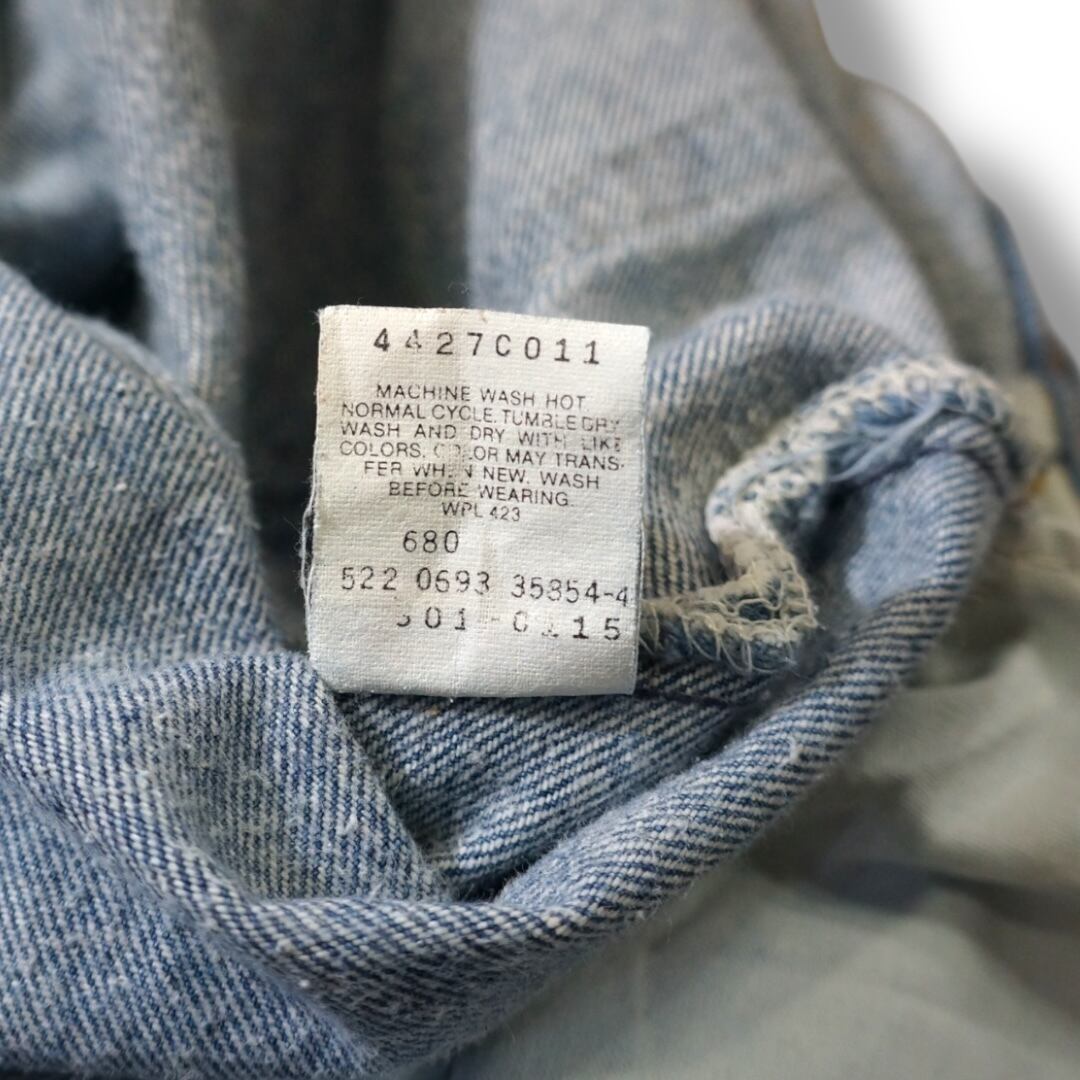 4427C011
MACHINE WASH HOT
NORMAL CYCLE. TUMBLE DRY
WASH AND DRY WITH LIKE
COLORS. COLOR MAY TRANS-
FER WHEN NEW. WASH
BEFORE WEARING.
WPL 423
680
522 0693 35854-4